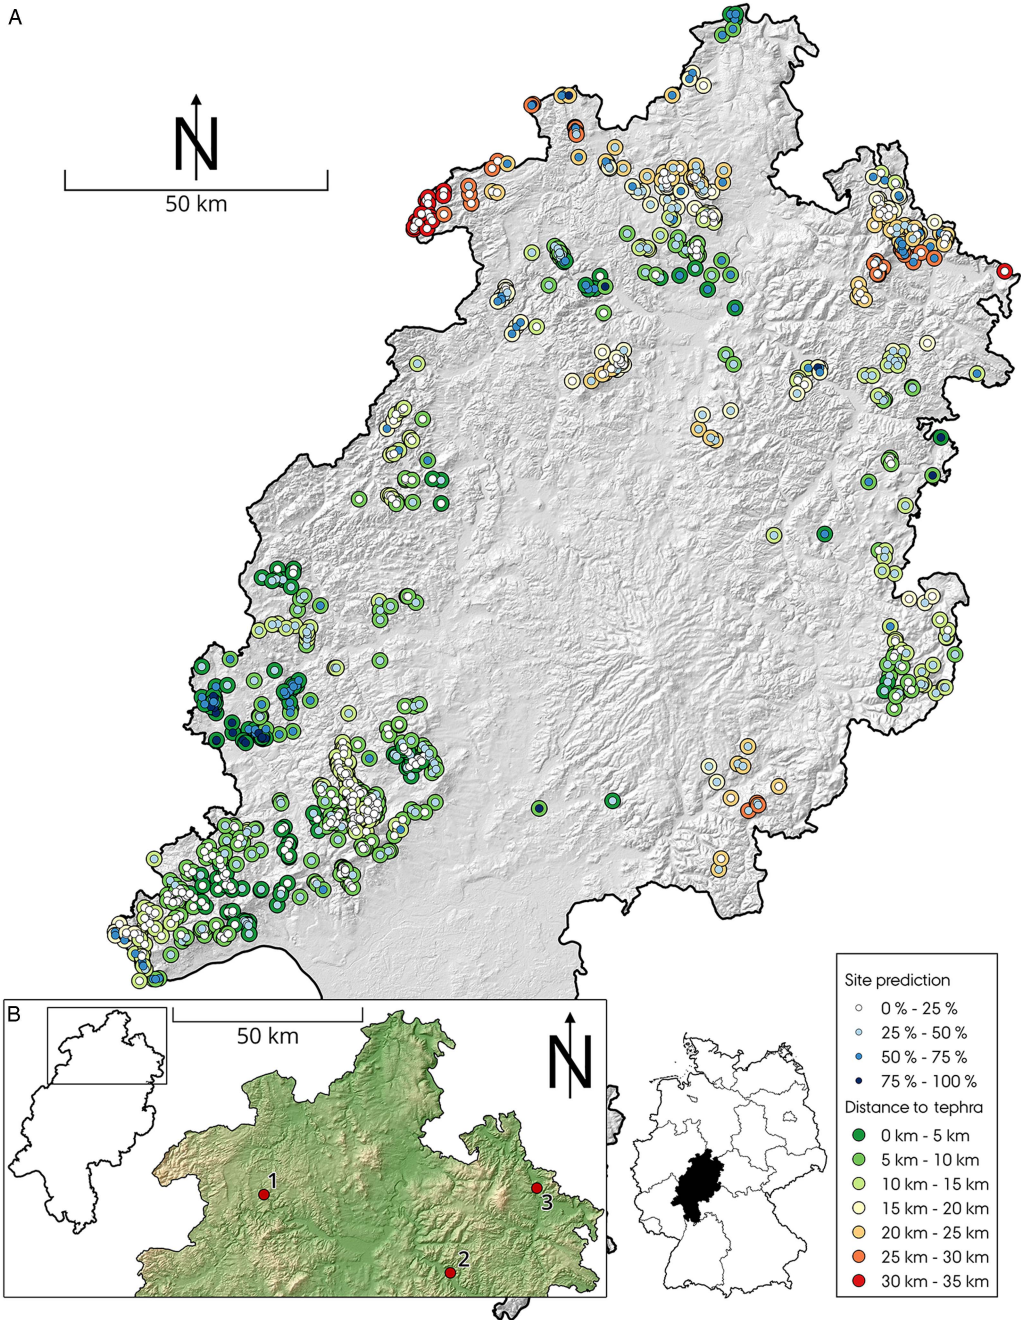 A
N
50 km
B
50 km
N
1
2
3
Site prediction
0 % - 25 %
25 % - 50 %
50 % - 75 %
75 % - 100 %
Distance to tephra
0 km - 5 km
5 km - 10 km
10 km - 15 km
15 km - 20 km
20 km - 25 km
25 km - 30 km
30 km - 35 km